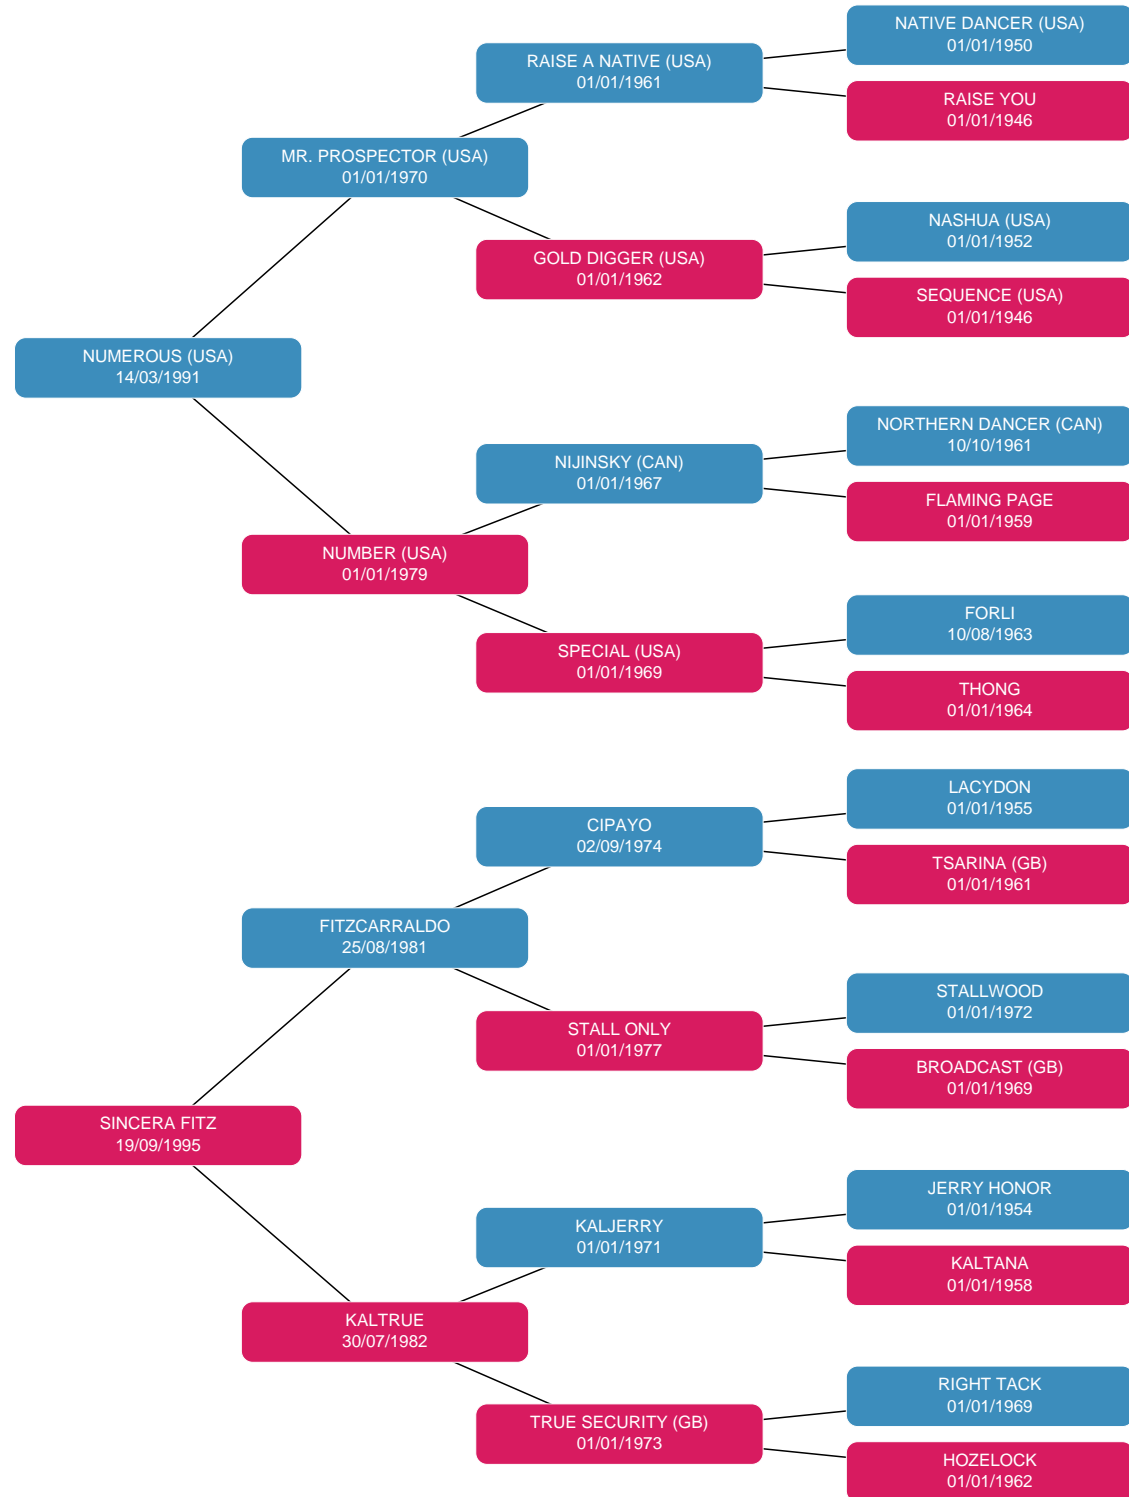 NATIVE DANCER (USA)
01/01/1950
RAISE A NATIVE (USA)
01/01/1961
RAISE YOU
01/01/1946
MR. PROSPECTOR (USA)
01/01/1970
NASHUA (USA)
01/01/1952
GOLD DIGGER (USA)
01/01/1962
SEQUENCE (USA)
01/01/1946
NUMEROUS (USA)
14/03/1991
NORTHERN DANCER (CAN)
10/10/1961
NIJINSKY (CAN)
01/01/1967
FLAMING PAGE
01/01/1959
NUMBER (USA)
01/01/1979
FORLI
10/08/1963
SPECIAL (USA)
01/01/1969
THONG
01/01/1964
LACYDON
01/01/1955
CIPAYO
02/09/1974
TSARINA (GB)
01/01/1961
FITZCARRALDO
25/08/1981
STALLWOOD
01/01/1972
STALL ONLY
01/01/1977
BROADCAST (GB)
01/01/1969
SINCERA FITZ
19/09/1995
JERRY HONOR
01/01/1954
KALJERRY
01/01/1971
KALTANA
01/01/1958
KALTRUE
30/07/1982
RIGHT TACK
01/01/1969
TRUE SECURITY (GB)
01/01/1973
HOZELOCK
01/01/1962